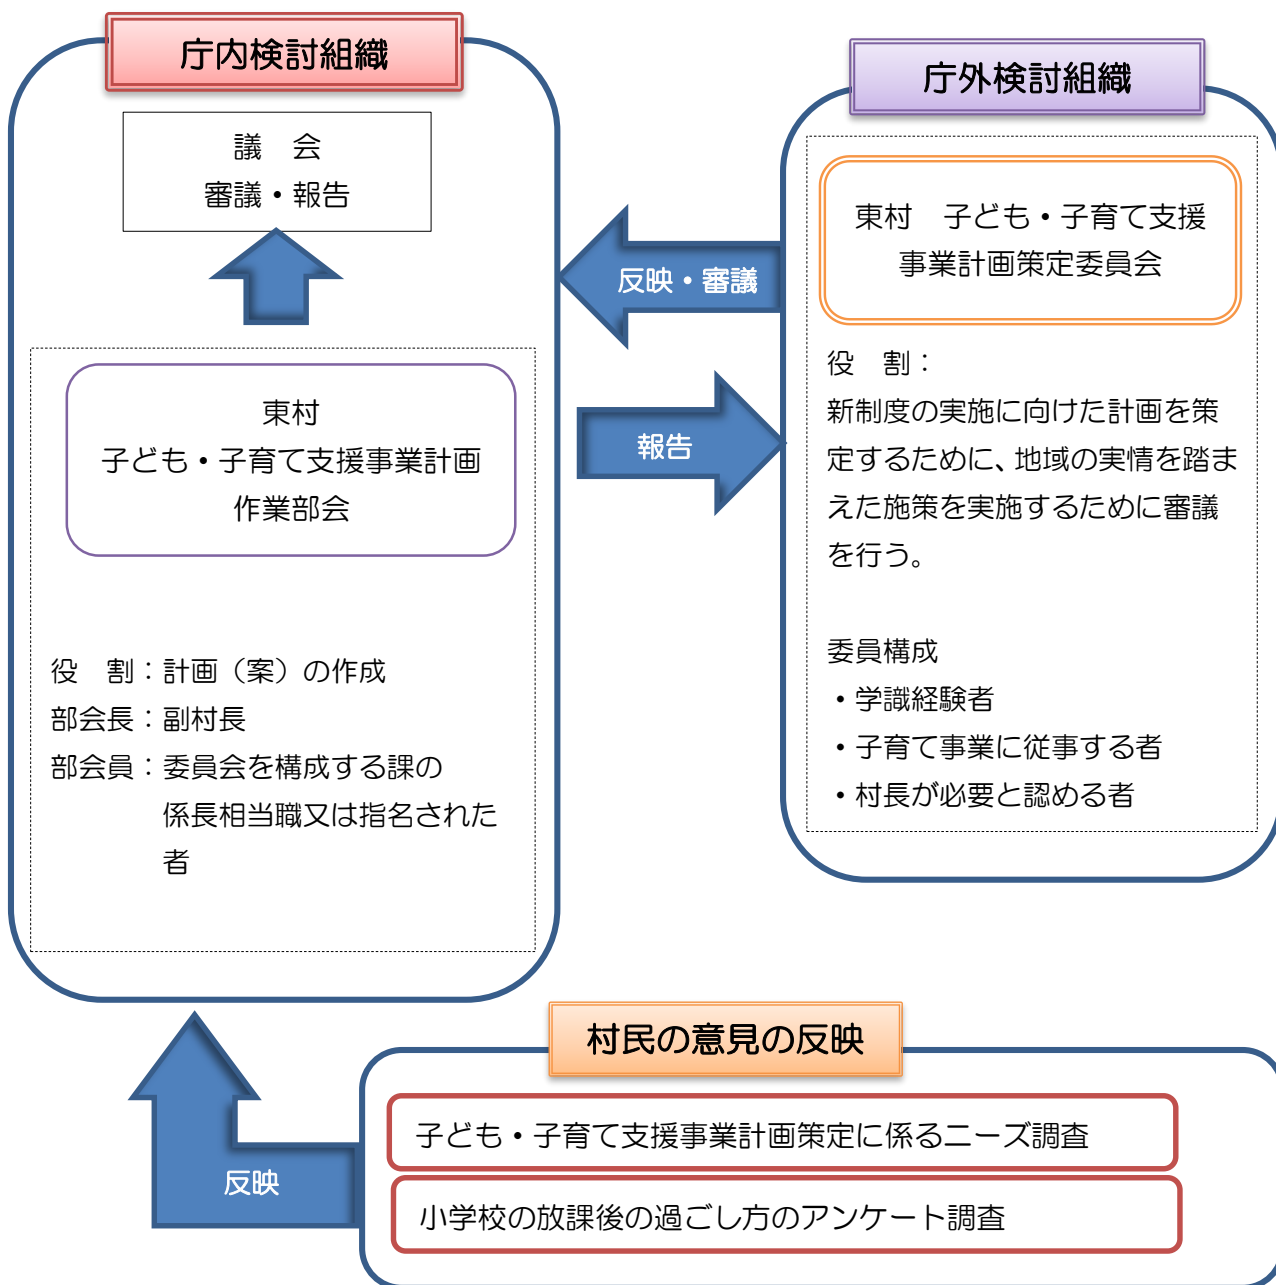 庁内検討組織
議　会
審議・報告
東村
子ども・子育て支援事業計画
作業部会
役　割：計画（案）の作成
部会長：副村長
部会員：委員会を構成する課の
係長相当職又は指名された
者
反映・審議
報告
庁外検討組織
東村　子ども・子育て支援
事業計画策定委員会
役　割：
新制度の実施に向けた計画を策
定するために、地域の実情を踏ま
えた施策を実施するために審議
を行う。
委員構成
・学識経験者
・子育て事業に従事する者
・村長が必要と認める者
村民の意見の反映
子ども・子育て支援事業計画策定に係るニーズ調査
小学校の放課後の過ごし方のアンケート調査
反映